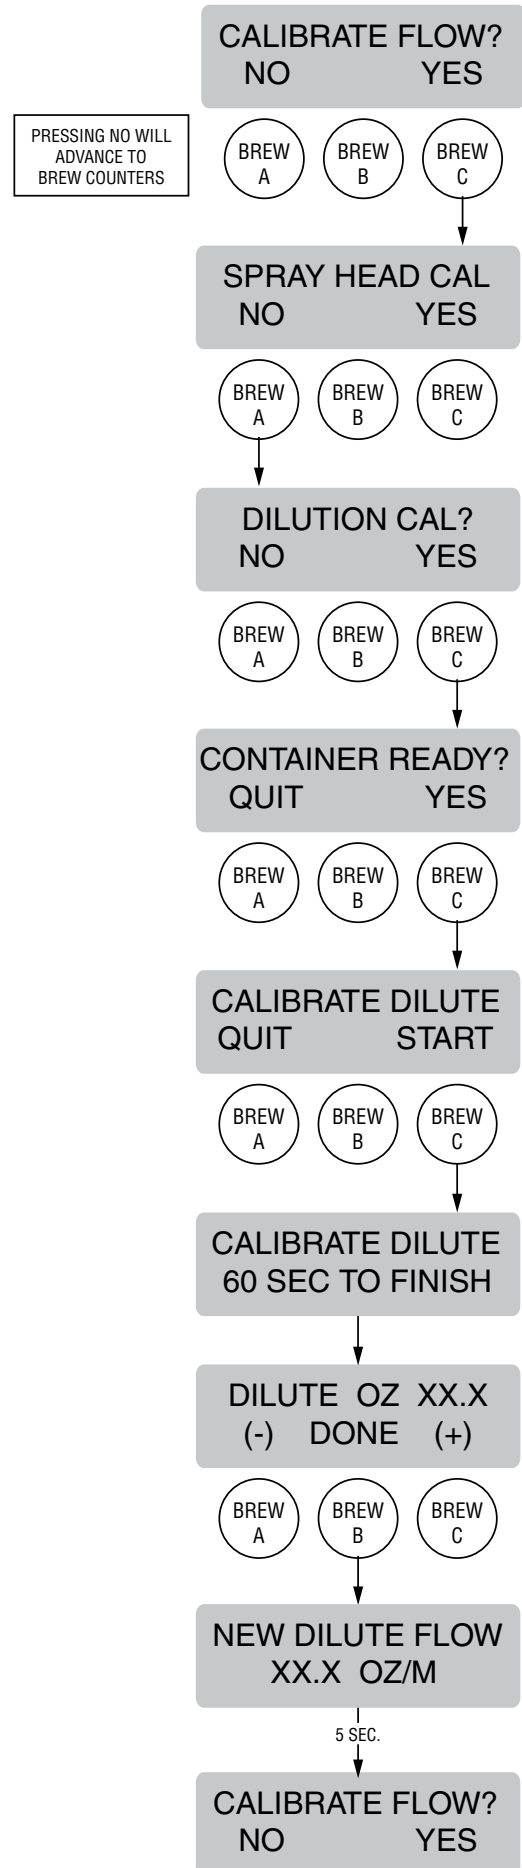 CALIBRATE FLOW?
NO YES
PRESSING NO WILL
ADVANCE TO
BREW COUNTERS
BREW
A
BREW
B
BREW
C
SPRAY HEAD CAL
NO YES
BREW
A
BREW
B
BREW
C
DILUTION CAL?
NO YES
BREW
A
BREW
B
BREW
C
CONTAINER READY?
QUIT YES
BREW
A
BREW
B
BREW
C
CALIBRATE DILUTE
QUIT START
BREW
A
BREW
B
BREW
C
CALIBRATE DILUTE
60 SEC TO FINISH
DILUTE OZ XX.X
(-) DONE (+)
BREW
A
BREW
B
BREW
C
NEW DILUTE FLOW
XX.X OZ/M
5 SEC.
CALIBRATE FLOW?
NO YES